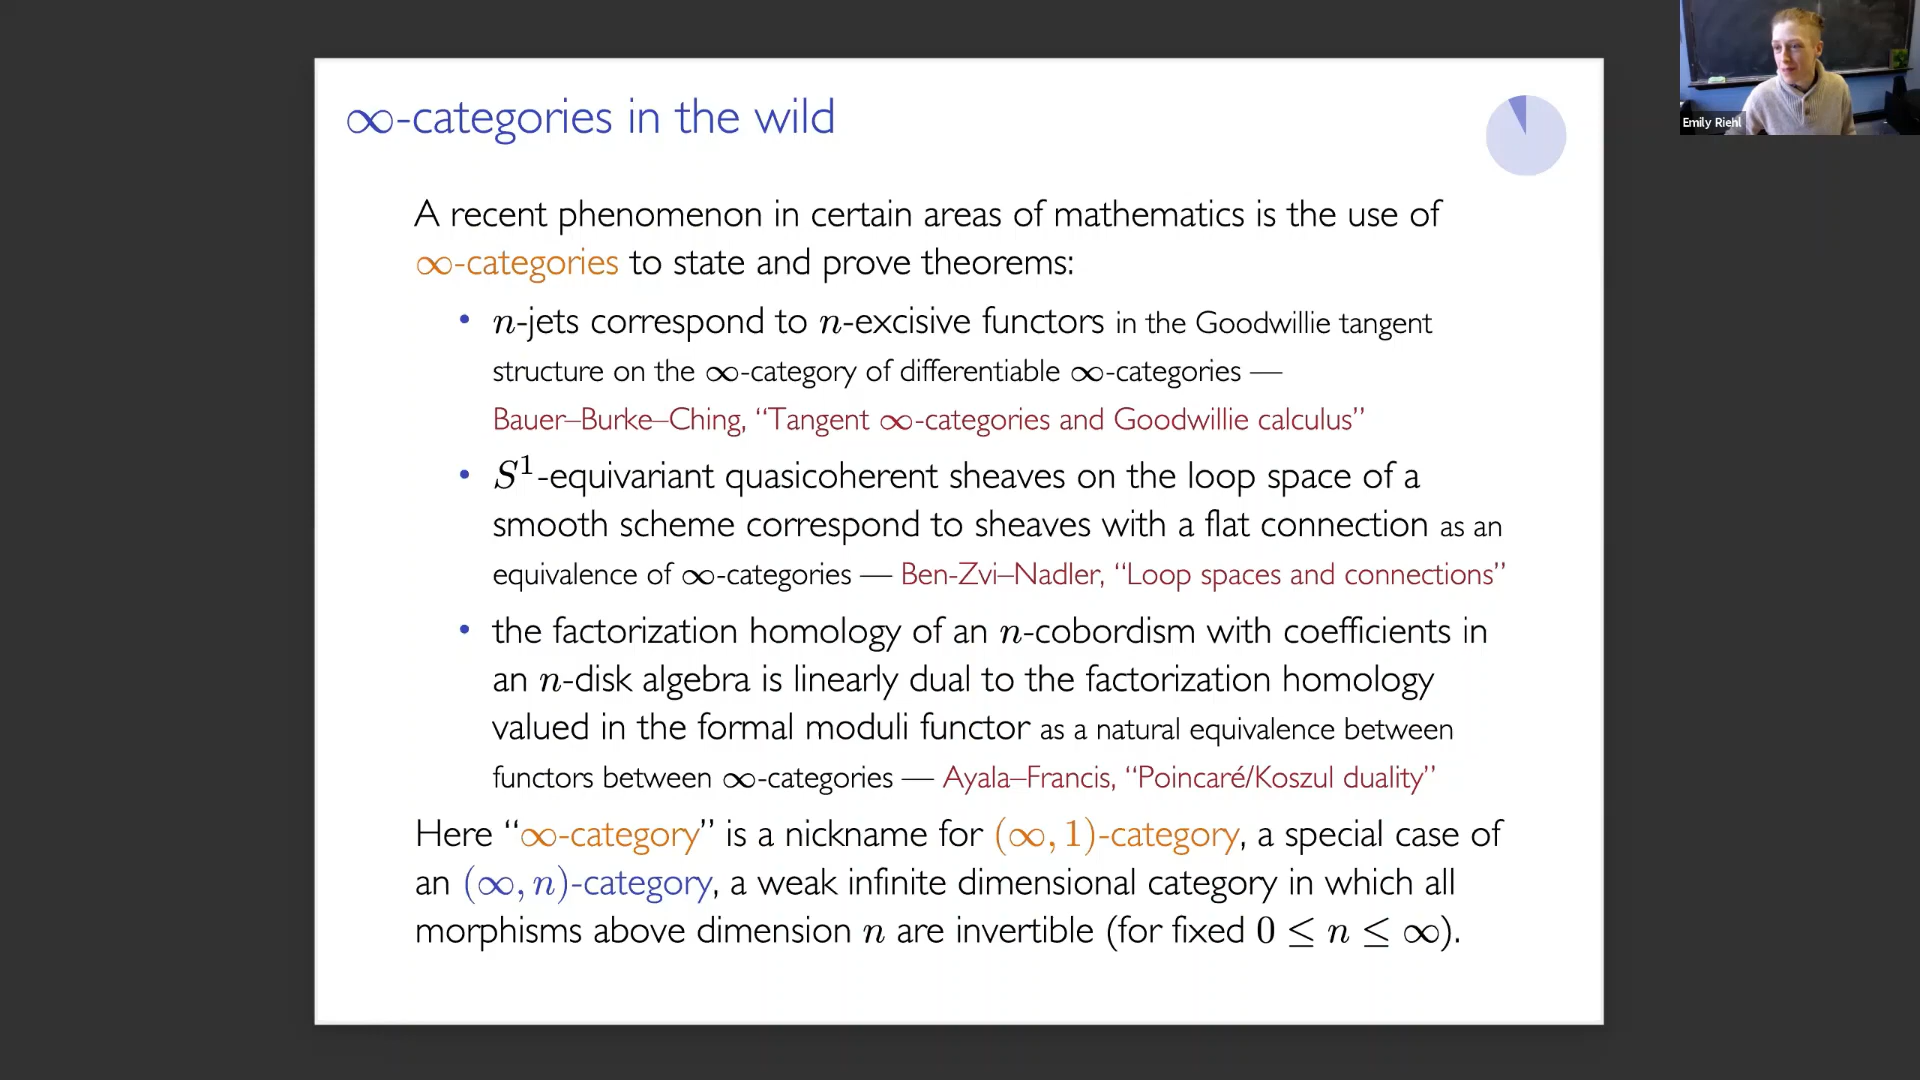 ∞-categories in the wild
Emily Riehl
A recent phenomenon in certain areas of mathematics is the use of
∞-categories to state and prove theorems:
• n-jets correspond to n-excisive functors in the Goodwillie tangent
structure on the ∞-category of differentiable ∞-categories —
Bauer–Burke–Ching, “Tangent ∞-categories and Goodwillie calculus”
• S¹-equivariant quasicoherent sheaves on the loop space of a
smooth scheme correspond to sheaves with a flat connection as an
equivalence of ∞-categories — Ben-Zvi–Nadler, “Loop spaces and connections”
• the factorization homology of an n-cobordism with coefficients in
an n-disk algebra is linearly dual to the factorization homology
valued in the formal moduli functor as a natural equivalence between
functors between ∞-categories — Ayala–Francis, “Poincaré/Koszul duality”
Here “∞-category” is a nickname for (∞, 1)-category, a special case of
an (∞, n)-category, a weak infinite dimensional category in which all
morphisms above dimension n are invertible (for fixed 0 ≤ n ≤ ∞).